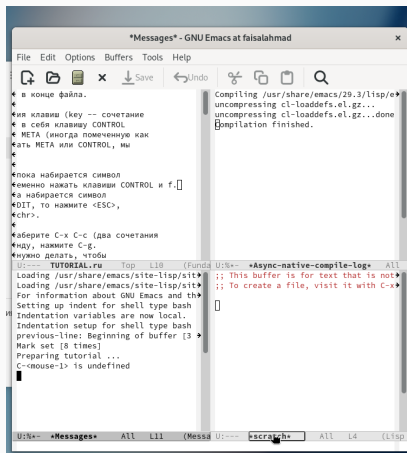 *Messages* - GNU Emacs at faisalahmad ×
File Edit Options Buffers Tools Help
Save Undo
в конце файла.
ия клавиш (key -- сочетание
в себя клавишу CONTROL
META (иногда помеченную как
ать META или CONTROL, мы
пока набирается символ
еменно нажать клавиши CONTROL и f.
а набирается символ
DIT, то нажмите <ESC>,
chr>.
аберите C-x C-c (два сочетания
нду, нажмите C-g.
нужно делать, чтобы
U:--- TUTORIAL.ru Top L10 (Funda
Compiling /usr/share/emacs/29.3/lisp/e
uncompressing cl-loaddefs.el.gz...
uncompressing cl-loaddefs.el.gz...done
Compilation finished.
U:%*- *Async-native-compile-log* All
Loading /usr/share/emacs/site-lisp/sit
Loading /usr/share/emacs/site-lisp/sit
For information about GNU Emacs and th
Setting up indent for shell type bash
Indentation variables are now local.
Indentation setup for shell type bash
previous-line: Beginning of buffer [3
Mark set [8 times]
Preparing tutorial ...
C-<mouse-1> is undefined
U:%*- *Messages* All L11 (Messa
;; This buffer is for text that is not
;; To create a file, visit it with C-x
U:--- *scratch* All L4 (Lisp